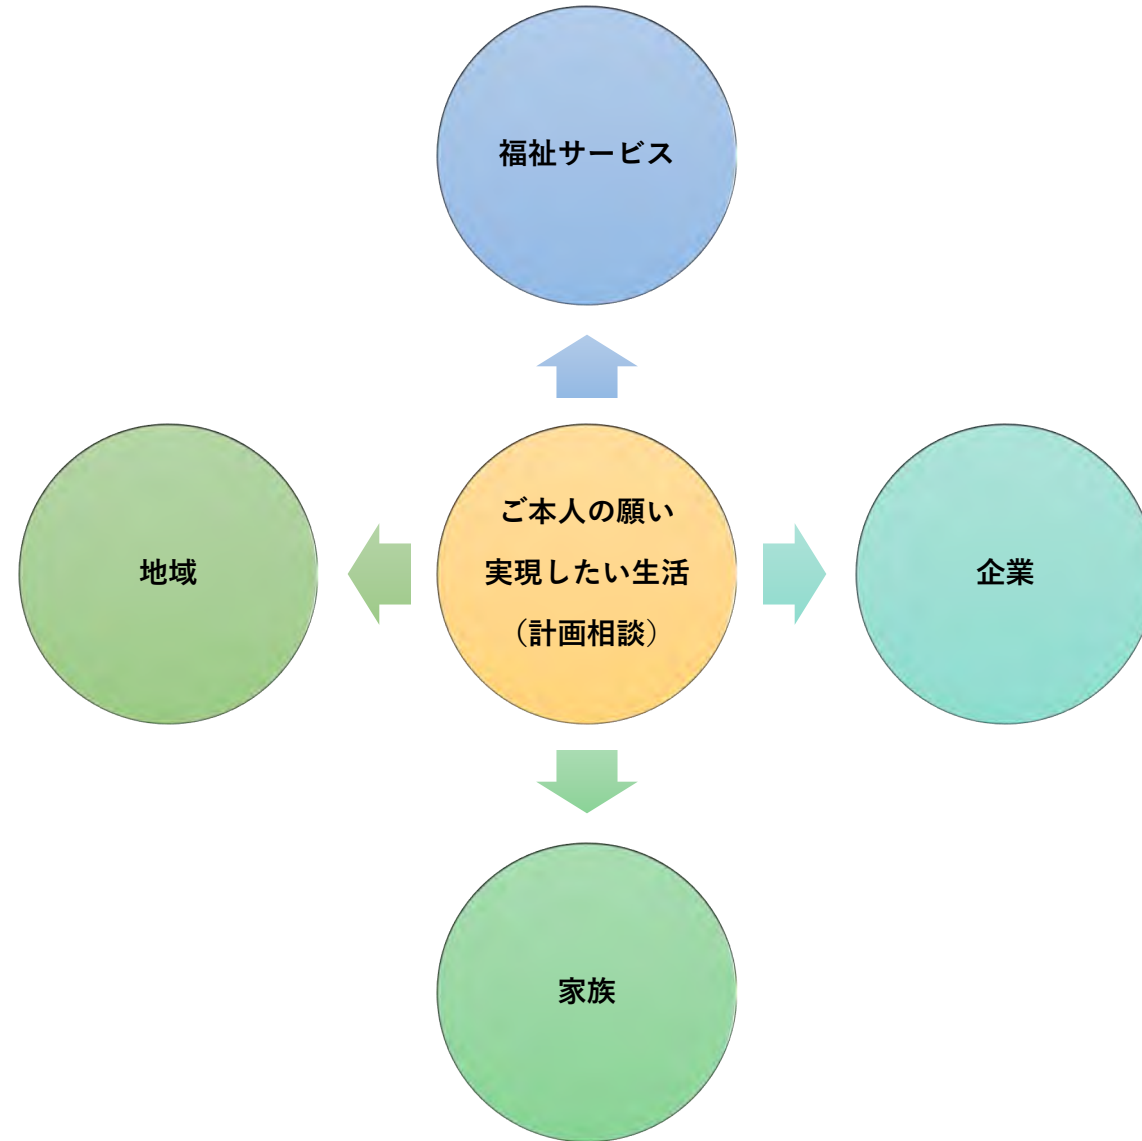 福祉サービス
地域
ご本人の願い
実現したい生活
（計画相談）
企業
家族